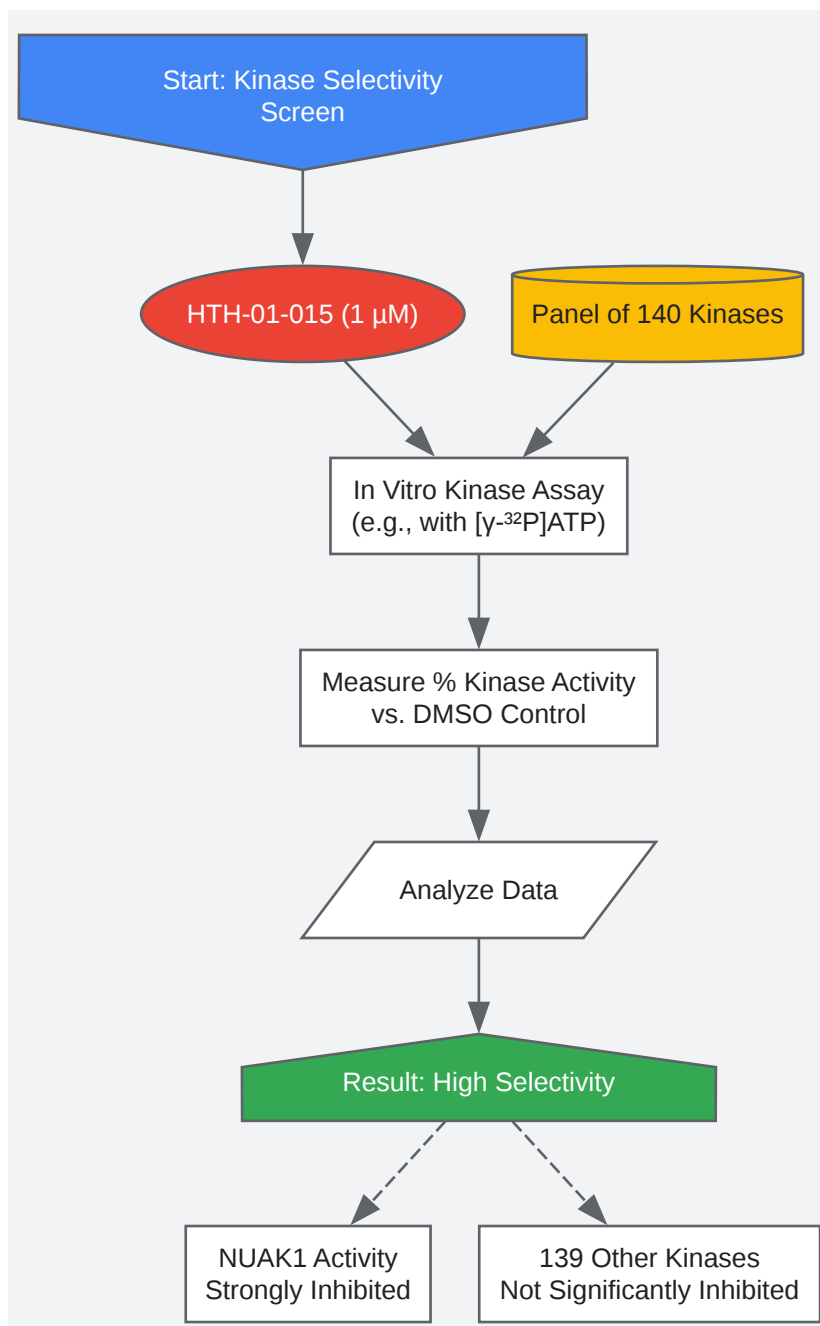 Start: Kinase Selectivity
Screen
HTH-01-015 (1 µM)
Panel of 140 Kinases
In Vitro Kinase Assay
(e.g., with [γ-³²P]ATP)
Measure % Kinase Activity
vs. DMSO Control
Analyze Data
Result: High Selectivity
NUAK1 Activity
Strongly Inhibited
139 Other Kinases
Not Significantly Inhibited